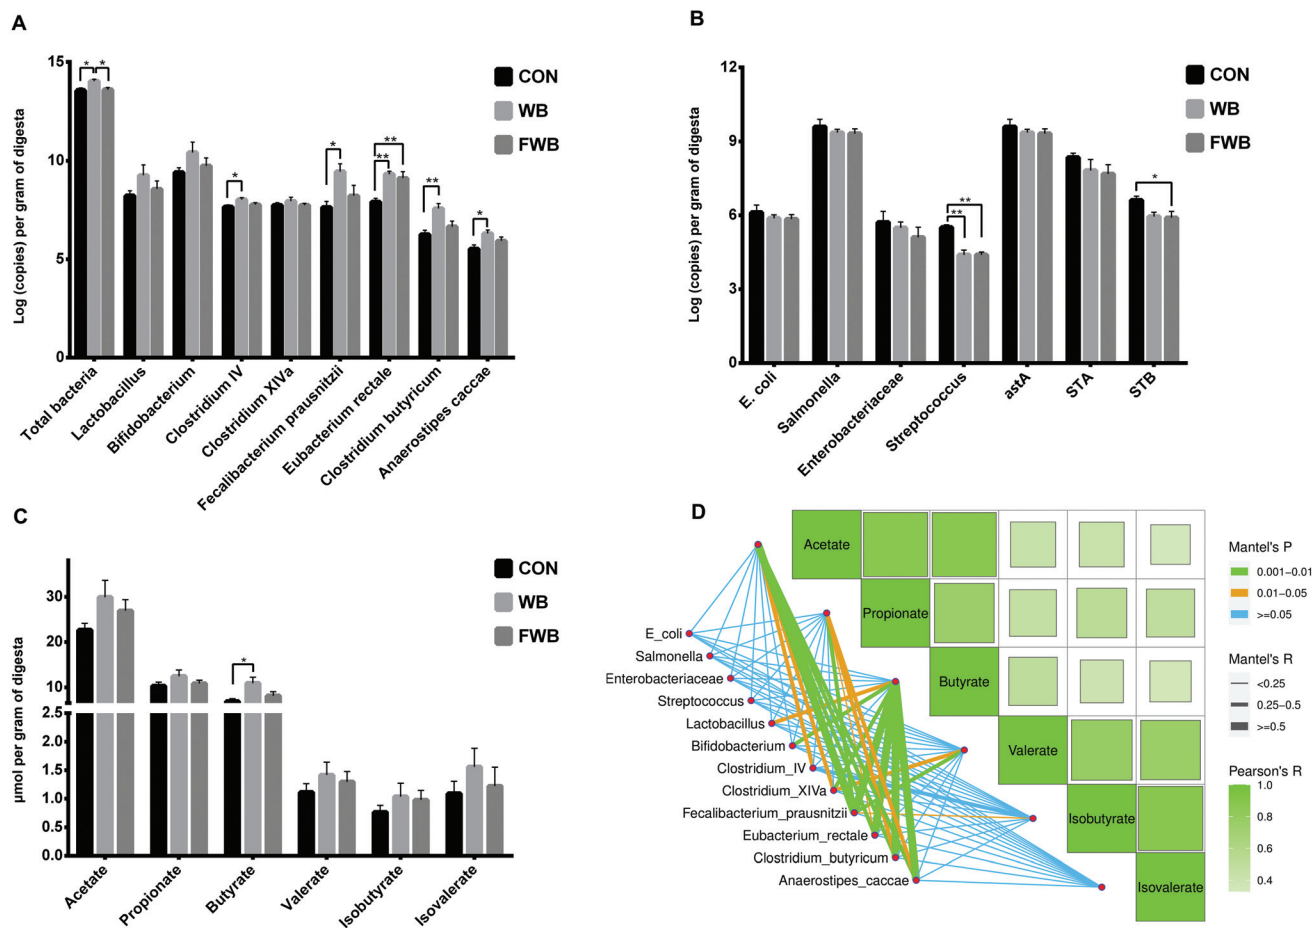 A
Log (copies) per gram of digesta
15
10
5
0
* *
*
*
**
**
**
*
CON
WB
FWB
Total bacteria
Lactobacillus
Bifidobacterium
Clostridium IV
Clostridium XIVa
Fecalibacterium prausnitzii
Eubacterium rectale
Clostridium butyricum
Anaerostipes caccae
B
Log (copies) per gram of digesta
12
9
6
3
0
**
**
*
CON
WB
FWB
E. coli
Salmonella
Enterobacteriaceae
Streptococcus
astA
STA
STB
C
μmol per gram of digesta
30
20
10
2.5
2.0
1.5
1.0
0.5
0.0
*
CON
WB
FWB
Acetate
Propionate
Butyrate
Valerate
Isobutyrate
Isovalerate
D
Acetate
Propionate
Butyrate
Valerate
Isobutyrate
Isovalerate
E_coli
Salmonella
Enterobacteriaceae
Streptococcus
Lactobacillus
Bifidobacterium
Clostridium_IV
Clostridium_XIVa
Fecalibacterium_prausnitzii
Eubacterium_rectale
Clostridium_butyricum
Anaerostipes_caccae
Mantel's P
0.001−0.01
0.01−0.05
>=0.05
Mantel's R
<0.25
0.25−0.5
>=0.5
Pearson's R
1.0
0.8
0.6
0.4